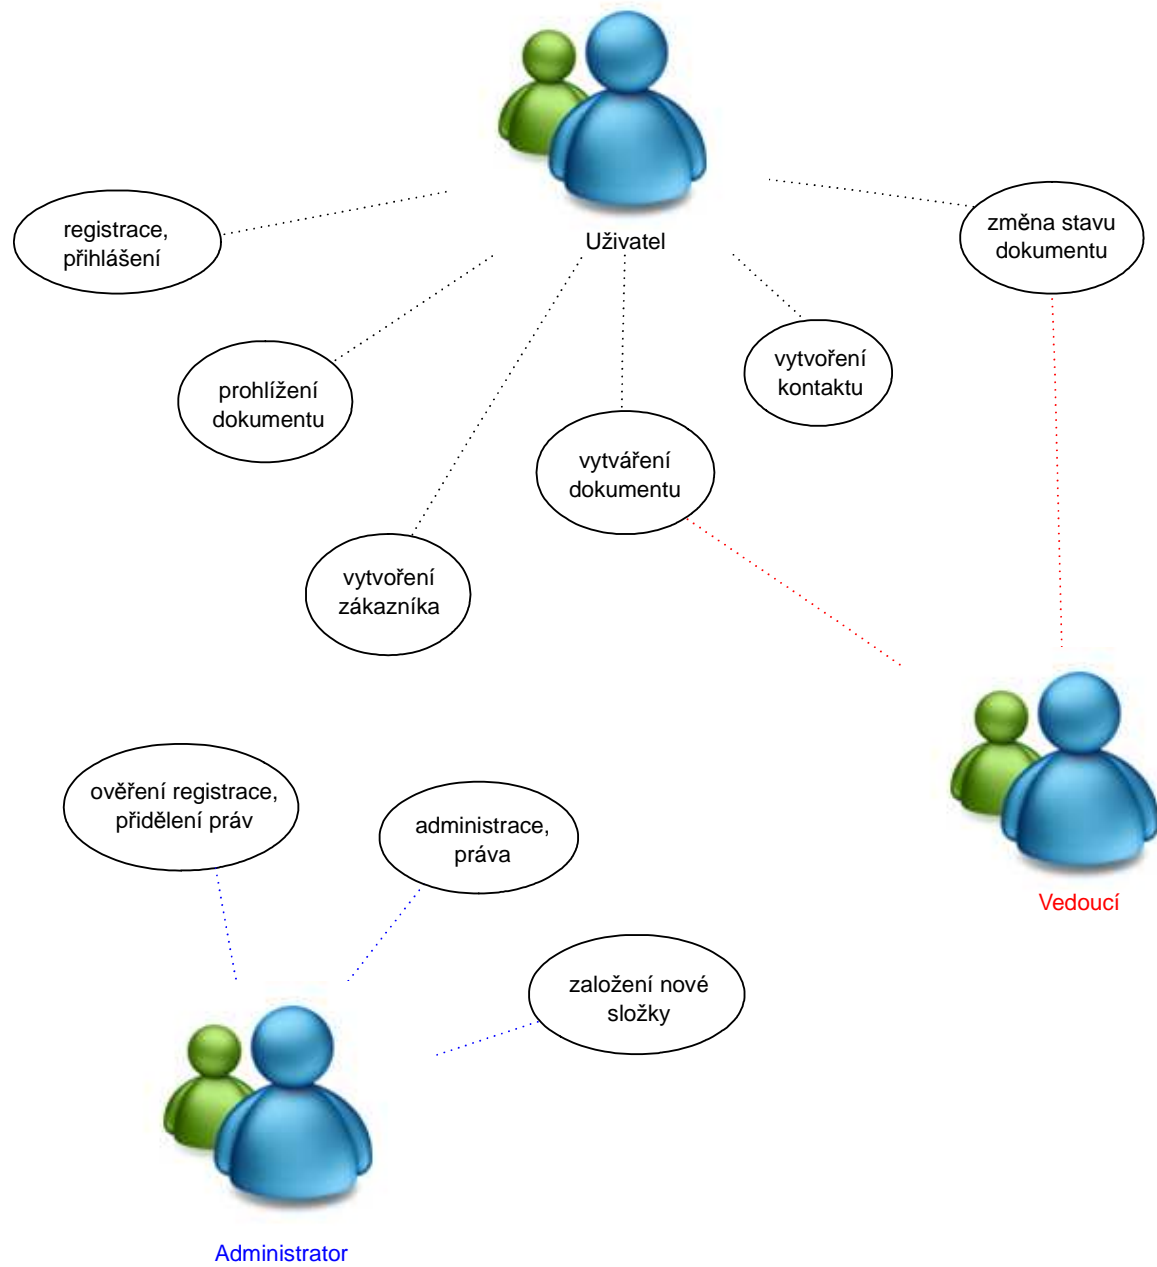 Uživatel
registrace,
přihlášení
změna stavu
dokumentu
prohlížení
dokumentu
vytvoření
kontaktu
vytváření
dokumentu
vytvoření
zákazníka
ověření registrace,
přidělení práv
administrace,
práva
Vedoucí
založení nové
složky
Administrator